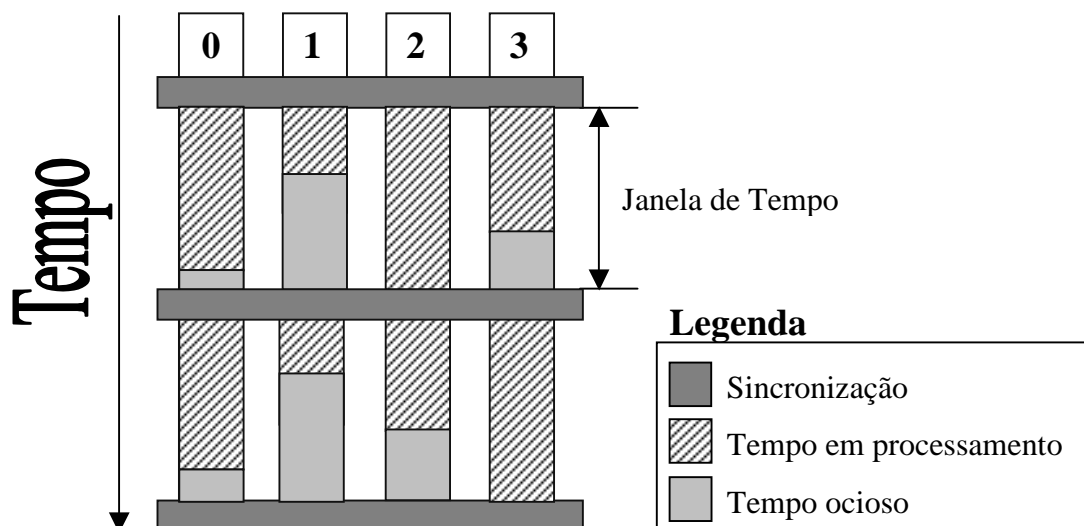 0 1 2 3
Tempo
Janela de Tempo
Legenda
Sincronização
Tempo em processamento
Tempo ocioso